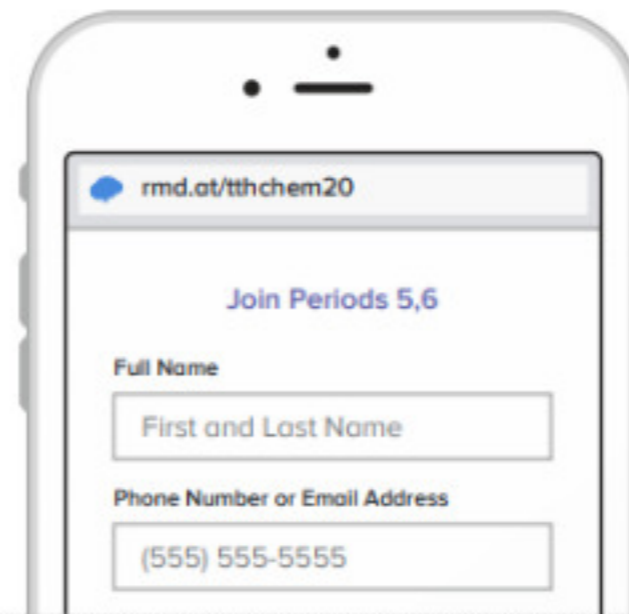 rmd.at/tthchem20
Join Periods 5,6
Full Name
First and Last Name
Phone Number or Email Address
(555) 555-5555